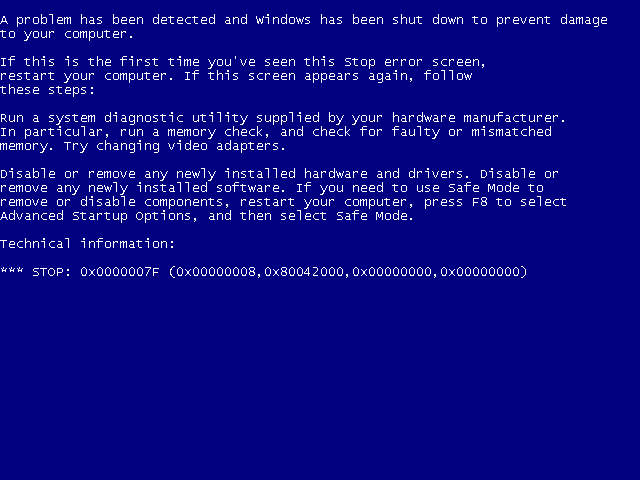 A problem has been detected and Windows has been shut down to prevent damage
to your computer.
If this is the first time you've seen this Stop error screen,
restart your computer. If this screen appears again, follow
these steps:
Run a system diagnostic utility supplied by your hardware manufacturer.
In particular, run a memory check, and check for faulty or mismatched
memory. Try changing video adapters.
Disable or remove any newly installed hardware and drivers. Disable or
remove any newly installed software. If you need to use Safe Mode to
remove or disable components, restart your computer, press F8 to select
Advanced Startup Options, and then select Safe Mode.
Technical information:
*** STOP: 0x0000007F (0x00000008,0x80042000,0x00000000,0x00000000)